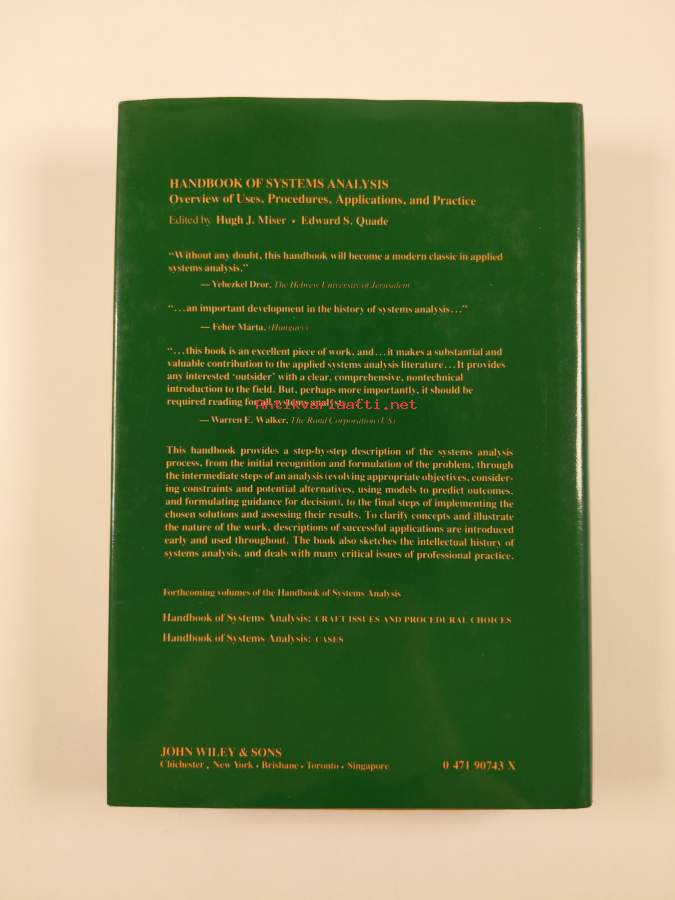 HANDBOOK OF SYSTEMS ANALYSIS
Overview of Uses, Procedures, Applications, and Practice
Edited by Hugh J. Miser • Edward S. Quade
“Without any doubt, this handbook will become a modern classic in applied
systems analysis.”
— Yehezkel Dror, The Hebrew University of Jerusalem
“...an important development in the history of systems analysis...”
— Fehér Márta, (Hungary)
“...this book is an excellent piece of work, and...it makes a substantial and
valuable contribution to the applied systems analysis literature...It provides
any interested ‘outsider’ with a clear, comprehensive, nontechnical
introduction to the field. But, perhaps more importantly, it should be
required reading for all systems analysts.
Antikvariaatti.net
— Warren E. Walker, The Rand Corporation (US)
This handbook provides a step-by-step description of the systems analysis
process, from the initial recognition and formulation of the problem, through
the intermediate steps of an analysis (evolving appropriate objectives, consider-
ing constraints and potential alternatives, using models to predict outcomes,
and formulating guidance for decision), to the final steps of implementing the
chosen solutions and assessing their results. To clarify concepts and illustrate
the nature of the work, descriptions of successful applications are introduced
early and used throughout. The book also sketches the intellectual history of
systems analysis, and deals with many critical issues of professional practice.
Forthcoming volumes of the Handbook of Systems Analysis
Handbook of Systems Analysis: CRAFT ISSUES AND PROCEDURAL CHOICES
Handbook of Systems Analysis: CASES
JOHN WILEY & SONS
Chichester • New York • Brisbane • Toronto • Singapore
0 471 90743 X